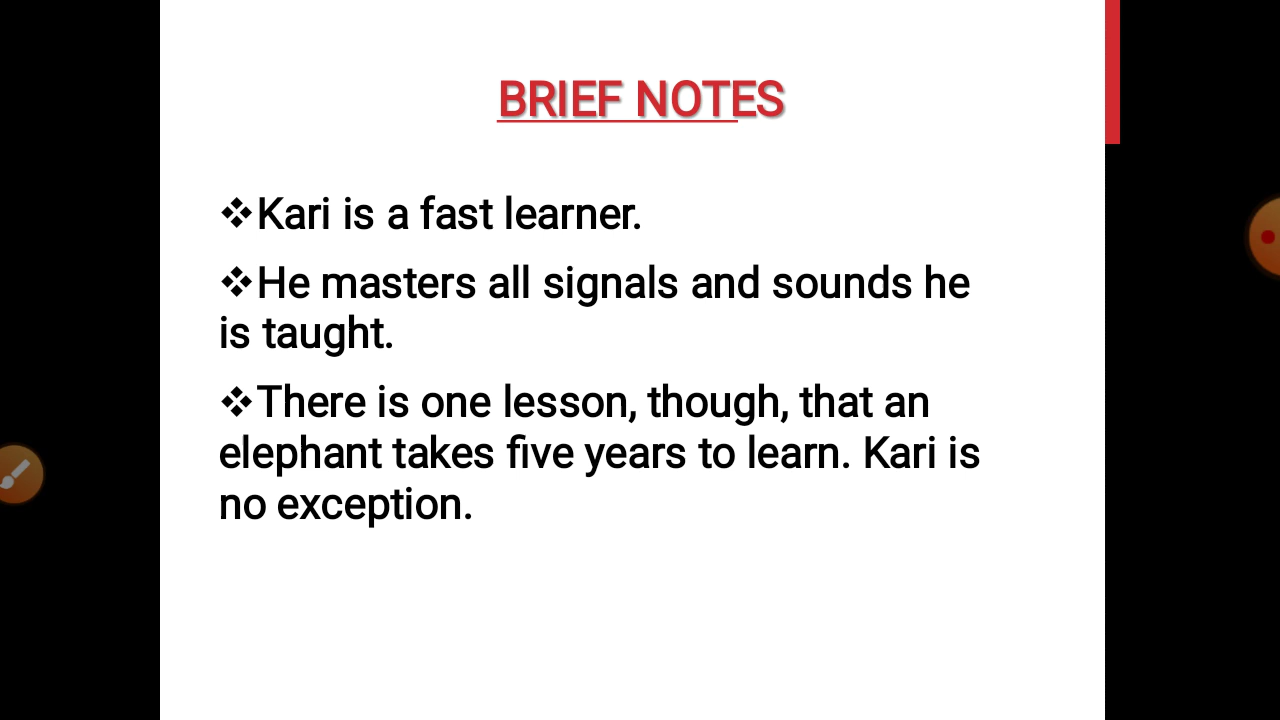 BRIEF NOTES
❖Kari is a fast learner.
❖He masters all signals and sounds he
is taught.
❖There is one lesson, though, that an
elephant takes five years to learn. Kari is
no exception.